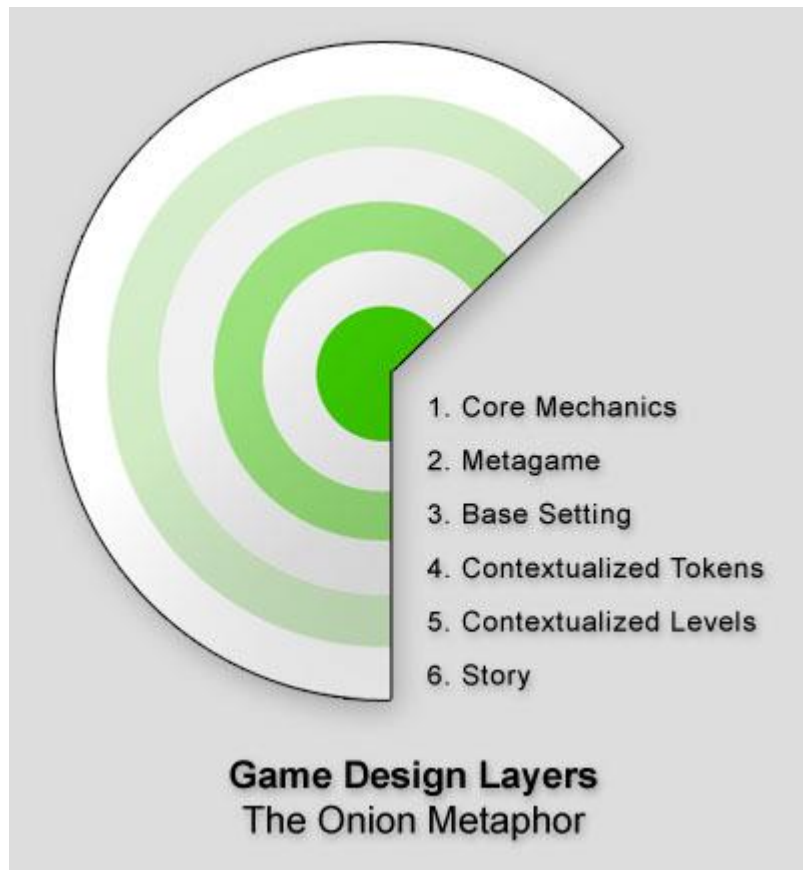 1. Core Mechanics
2. Metagame
3. Base Setting
4. Contextualized Tokens
5. Contextualized Levels
6. Story
Game Design Layers
The Onion Metaphor